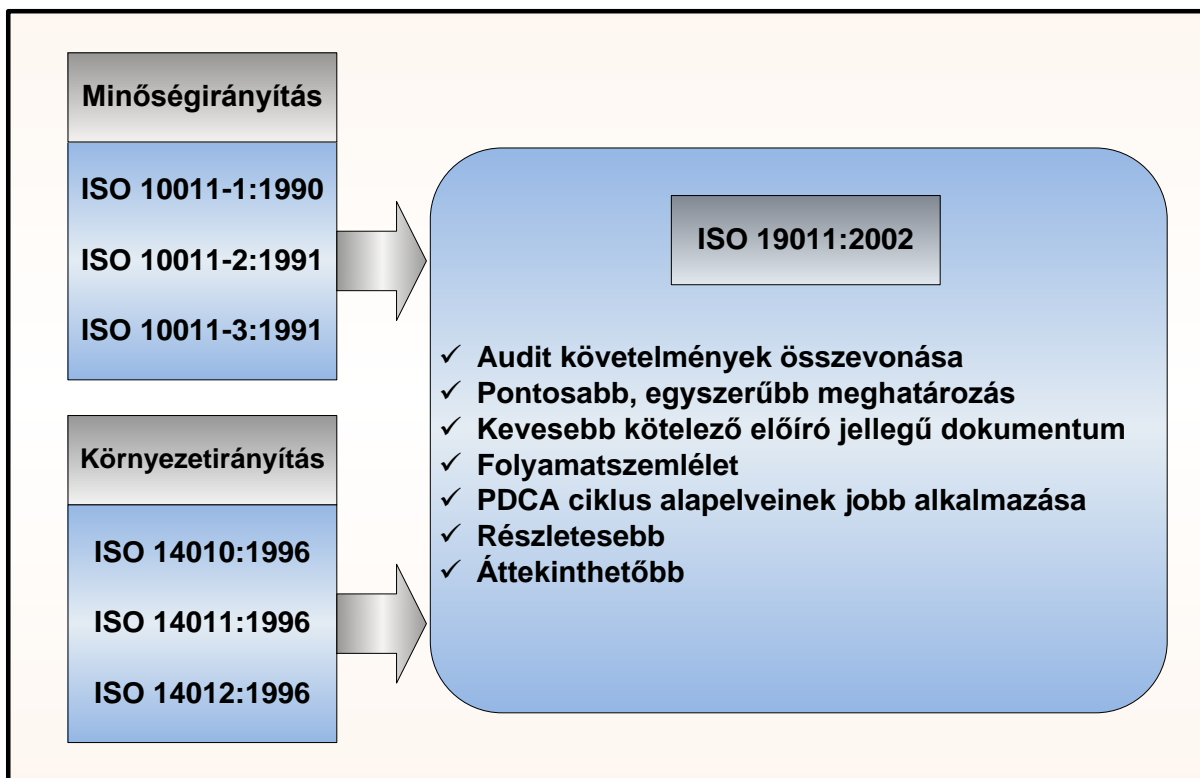 Minőségirányítás
ISO 10011-1:1990
ISO 10011-2:1991
ISO 10011-3:1991
Környezetirányítás
ISO 14010:1996
ISO 14011:1996
ISO 14012:1996
ISO 19011:2002
✓ Audit követelmények összevonása
✓ Pontosabb, egyszerűbb meghatározás
✓ Kevesebb kötelező előíró jellegű dokumentum
✓ Folyamatszemlélet
✓ PDCA ciklus alapelveinek jobb alkalmazása
✓ Részletesebb
✓ Áttekinthetőbb